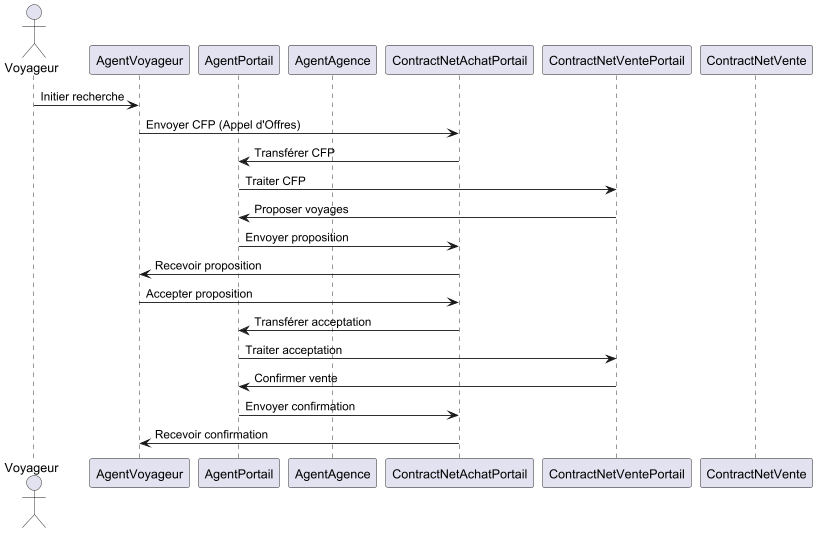 Voyageur
AgentVoyageur
AgentPortail
AgentAgence
ContractNetAchatPortail
ContractNetVentePortail
ContractNetVente
Initier recherche
Envoyer CFP (Appel d'Offres)
Transférer CFP
Traiter CFP
Proposer voyages
Envoyer proposition
Recevoir proposition
Accepter proposition
Transférer acceptation
Traiter acceptation
Confirmer vente
Envoyer confirmation
Recevoir confirmation
Voyageur
AgentVoyageur
AgentPortail
AgentAgence
ContractNetAchatPortail
ContractNetVentePortail
ContractNetVente